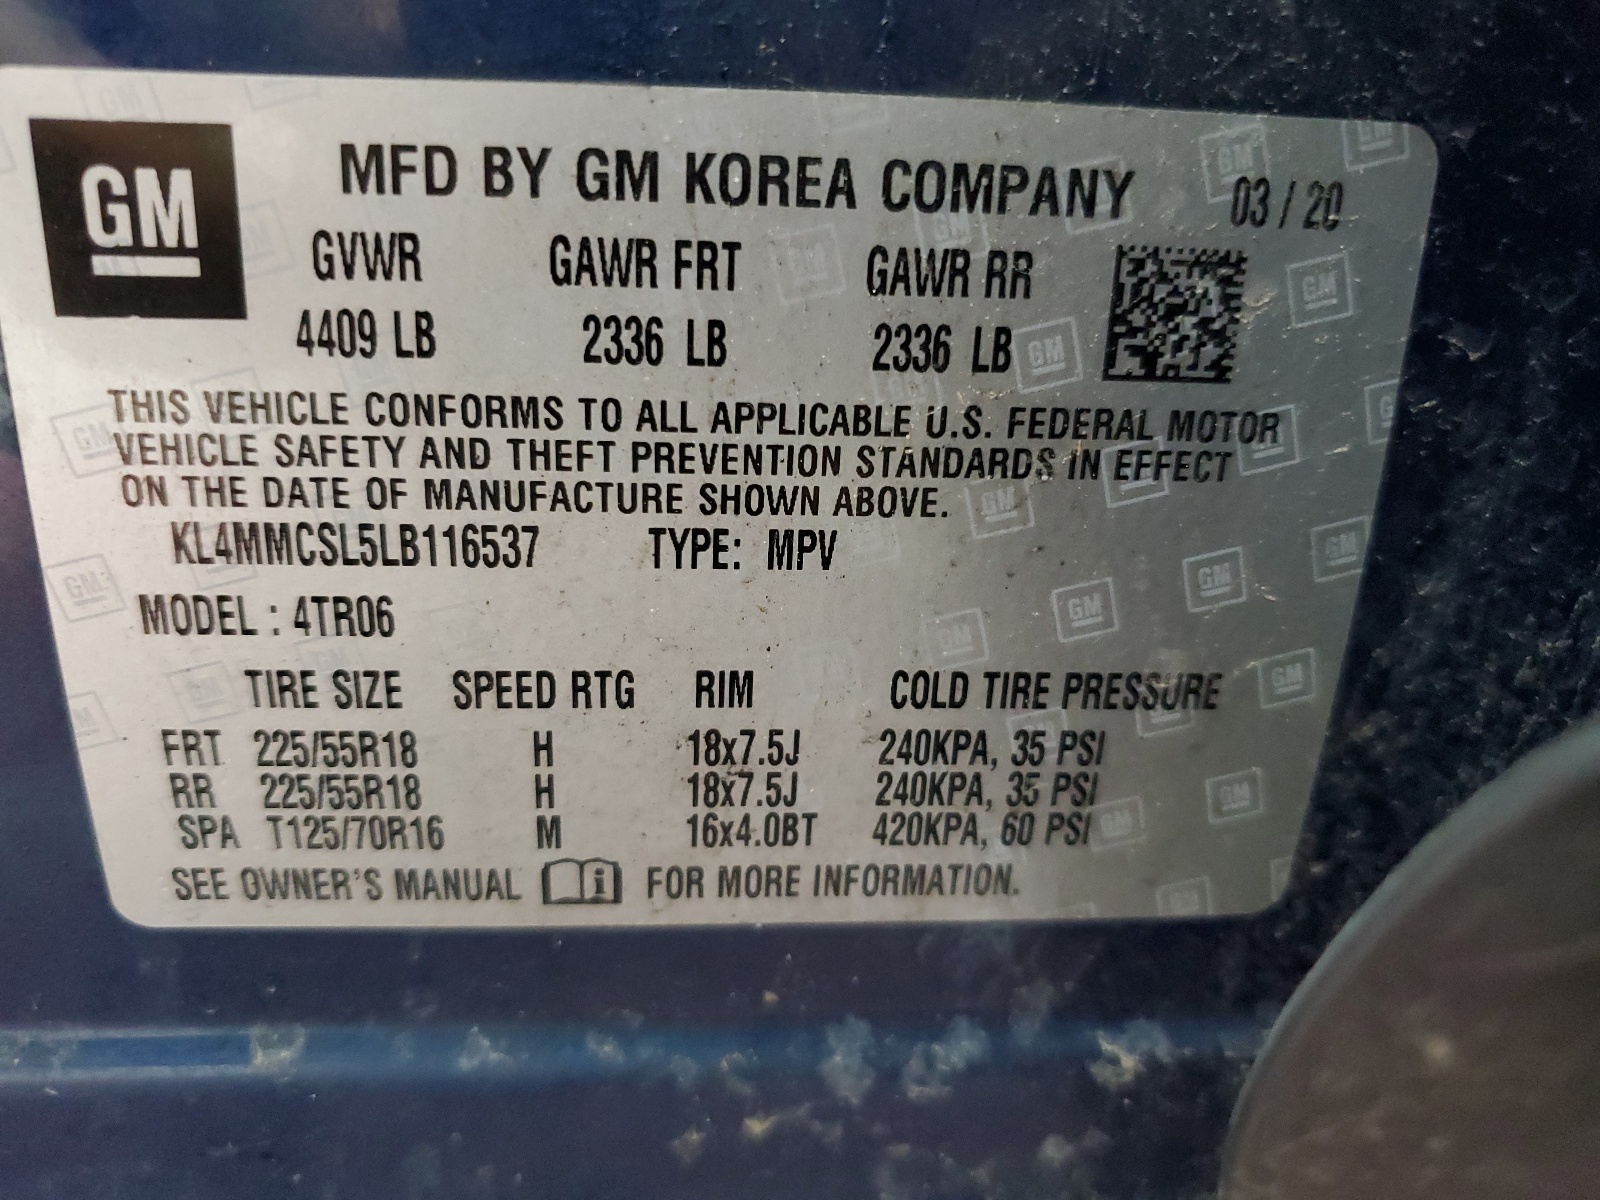 GM
MFD BY GM KOREA COMPANY 03 / 20
GVWR GAWR FRT GAWR RR
4409 LB 2336 LB 2336 LB
THIS VEHICLE CONFORMS TO ALL APPLICABLE U.S. FEDERAL MOTOR
VEHICLE SAFETY AND THEFT PREVENTION STANDARDS IN EFFECT
ON THE DATE OF MANUFACTURE SHOWN ABOVE.
KL4MMCSL5LB116537 TYPE: MPV
MODEL : 4TR06
TIRE SIZE SPEED RTG RIM COLD TIRE PRESSURE
FRT 225/55R18 H 18x7.5J 240KPA, 35 PSI
RR 225/55R18 H 18x7.5J 240KPA, 35 PSI
SPA T125/70R16 M 16x4.0BT 420KPA, 60 PSI
SEE OWNER'S MANUAL i FOR MORE INFORMATION.